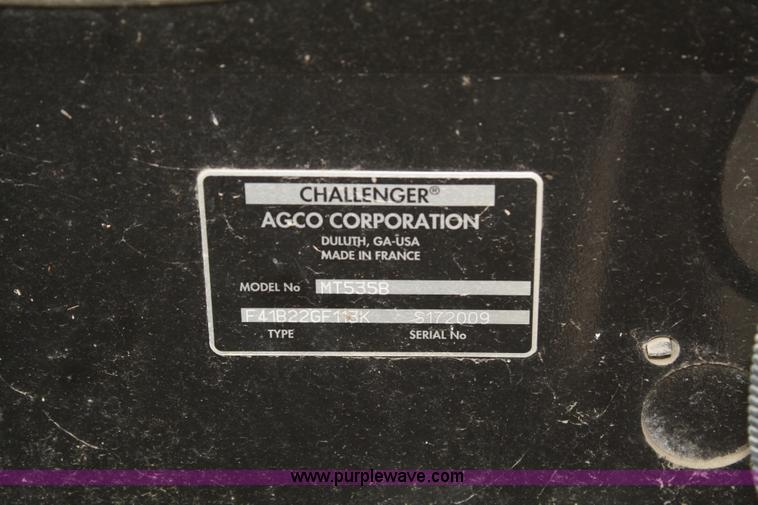 CHALLENGER®
AGCO CORPORATION
DULUTH, GA-USA
MADE IN FRANCE
MODEL No MT535B
F41B22GF113K S172009
TYPE SERIAL No
www.purplewave.com